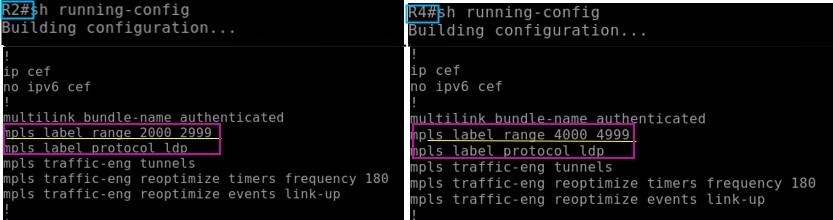 R2#sh running-config
Building configuration...
!
ip cef
no ipv6 cef
!
multilink bundle-name authenticated
mpls label range 2000 2999
mpls label protocol ldp
mpls traffic-eng tunnels
mpls traffic-eng reoptimize timers frequency 180
mpls traffic-eng reoptimize events link-up
!
R4#sh running-config
Building configuration...
!
ip cef
no ipv6 cef
!
multilink bundle-name authenticated
mpls label range 4000 4999
mpls label protocol ldp
mpls traffic-eng tunnels
mpls traffic-eng reoptimize timers frequency 180
mpls traffic-eng reoptimize events link-up
!